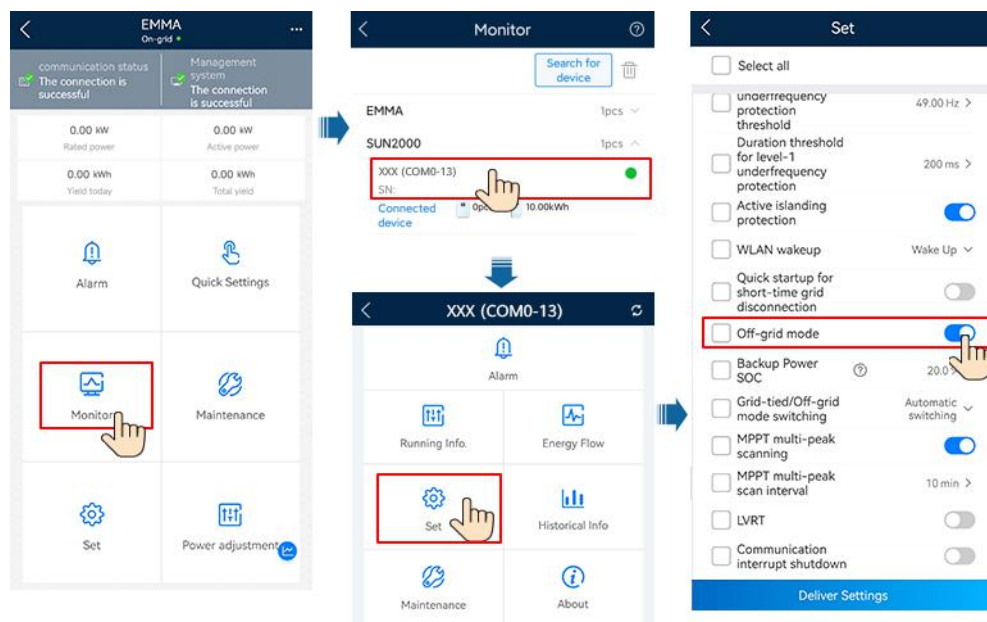 EMMA
On-grid
communication status
The connection is
successful
Management
system
The connection
is successful
0.00 kW
Rated power
0.00 kW
Active power
0.00 kWh
Yield today
0.00 kWh
Total yield
Alarm
Quick Settings
Monitor
Maintenance
Set
Power adjustment
Monitor
Search for
device
EMMA
1pcs
SUN2000
1pcs
XXX (COM0-13)
SN:
Connected
device
10.00kWh
XXX (COM0-13)
Alarm
Running Info.
Energy Flow
Set
Historical Info
Maintenance
About
Set
Select all
underfrequency
protection
threshold
49.00 Hz
Duration threshold
for level-1
underfrequency
protection
200 ms
Active islanding
protection
WLAN wakeup
Wake Up
Quick startup for
short-time grid
disconnection
Off-grid mode
Backup Power
SOC
20.0
Grid-tied/Off-grid
mode switching
Automatic
switching
MPPT multi-peak
scanning
MPPT multi-peak
scan interval
10 min
LVRT
Communication
interrupt shutdown
Deliver Settings